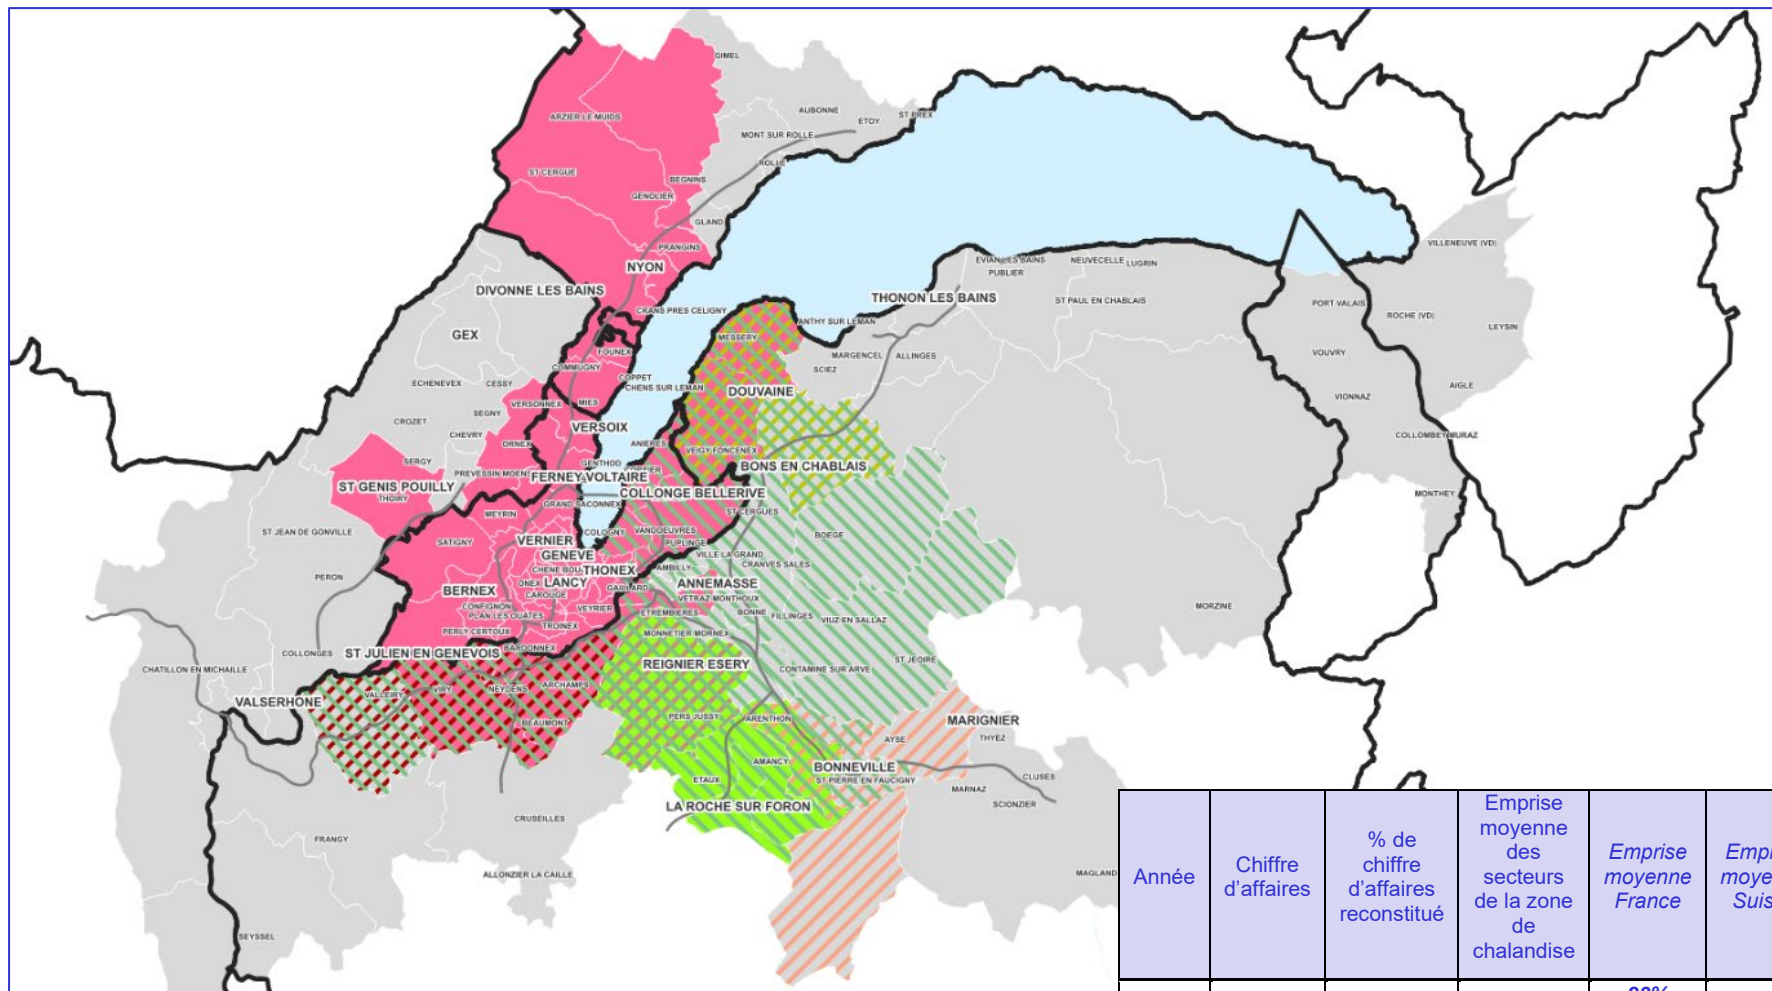 GIMEL
AUBONNE
ST PREX
ARZIER LE MUIDS
ETOY
MONT SUR ROLLE
ROLLE
ST CERGUE
BEGNINS
GENOLIER
GLAND
PRANGINS
VILLENEUVE (VD)
EVIAN LES BAINS
NEUVECELLE
LUGRIN
NYON
PUBLIER
DIVONNE LES BAINS
THONON LES BAINS
ST PAUL EN CHABLAIS
PORT VALAIS
CRANS PRES CELIGNY
ROCHE (VD)
ANTHY SUR LEMAN
LEYSIN
GEX
MESSERY
FOUNEX
MARGENCEL
ALLINGES
VOUVRY
COMMUGNY
SCIEZ
COPPET
ECHENEVEX
CESSY
CHENS SUR LEMAN
DOUVAINE
AIGLE
VERSONNEX
MIES
VIONNAZ
SEGNY
CROZET
VERSOIX
CHEVRY
COLLOMBEY MURAZ
ORNEX
ANIERES
VEIGY FONCENEX
SERGY
GENTHOD
BONS EN CHABLAIS
PREVESSIN MOENS
FERNEY VOLTAIRE
ST GENIS POUILLY
COLLONGE BELLERIVE
THOIRY
MONTHEY
GRAND SACONNEX
MEYRIN
ST CERGUES
ST JEAN DE GONVILLE
COLOGNY
VANDOEUVRES
BOEGE
SATIGNY
VERNIER
PUPLINGE
GENEVE
VILLE LA GRAND
CHENE BOU
THONEX
AMBILLY
CRANVES SALES
PERON
ONEX
LANCY
ANNEMASSE
BERNEX
CAROUGE
GAILLARD
VETRAZ MONTHOUX
CONFIGNON
VEYRIER
ETREMBIERES
BONNE
MORZINE
PLAN LES OUATES
FILLINGES
VIUZ EN SALLAZ
TROINEX
PERLY CERTOUX
MONNETIER MORNEX
BARDONNEX
COLLONGES
ST JULIEN EN GENEVOIS
REIGNIER ESERY
ST JEOIRE
CHATILLON EN MICHAILLE
CONTAMINE SUR ARVE
ARCHAMPS
VALLEIRY
VIRY
NEYDENS
VALSERHONE
PERS JUSSY
ARENTHON
MARIGNIER
BEAUMONT
AYSE
THYEZ
AMANCY
BONNEVILLE
ETAUX
ST PIERRE EN FAUCIGNY
CLUSES
MARNAZ
LA ROCHE SUR FORON
SCIONZIER
CRUSEILLES
FRANGY
ALLONZIER LA CAILLE
MAGLAND
SEYSSEL
Année
Chiffre
d'affaires
% de
chiffre
d'affaires
reconstitué
Emprise
moyenne
des
secteurs
de la zone
de
chalandise
Emprise
moyenne
France
Empri
moye
Suis